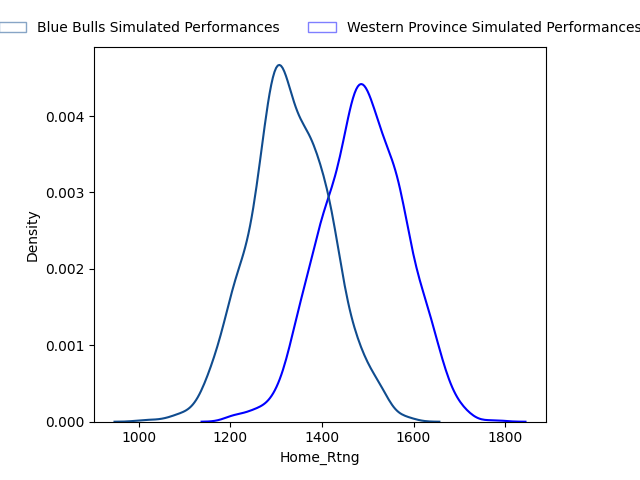 Blue Bulls Simulated Performances
Western Province Simulated Performances
0.004
0.003
0.002
0.001
0.000
Density
1000 1200 1400 1600 1800
Home_Rtng